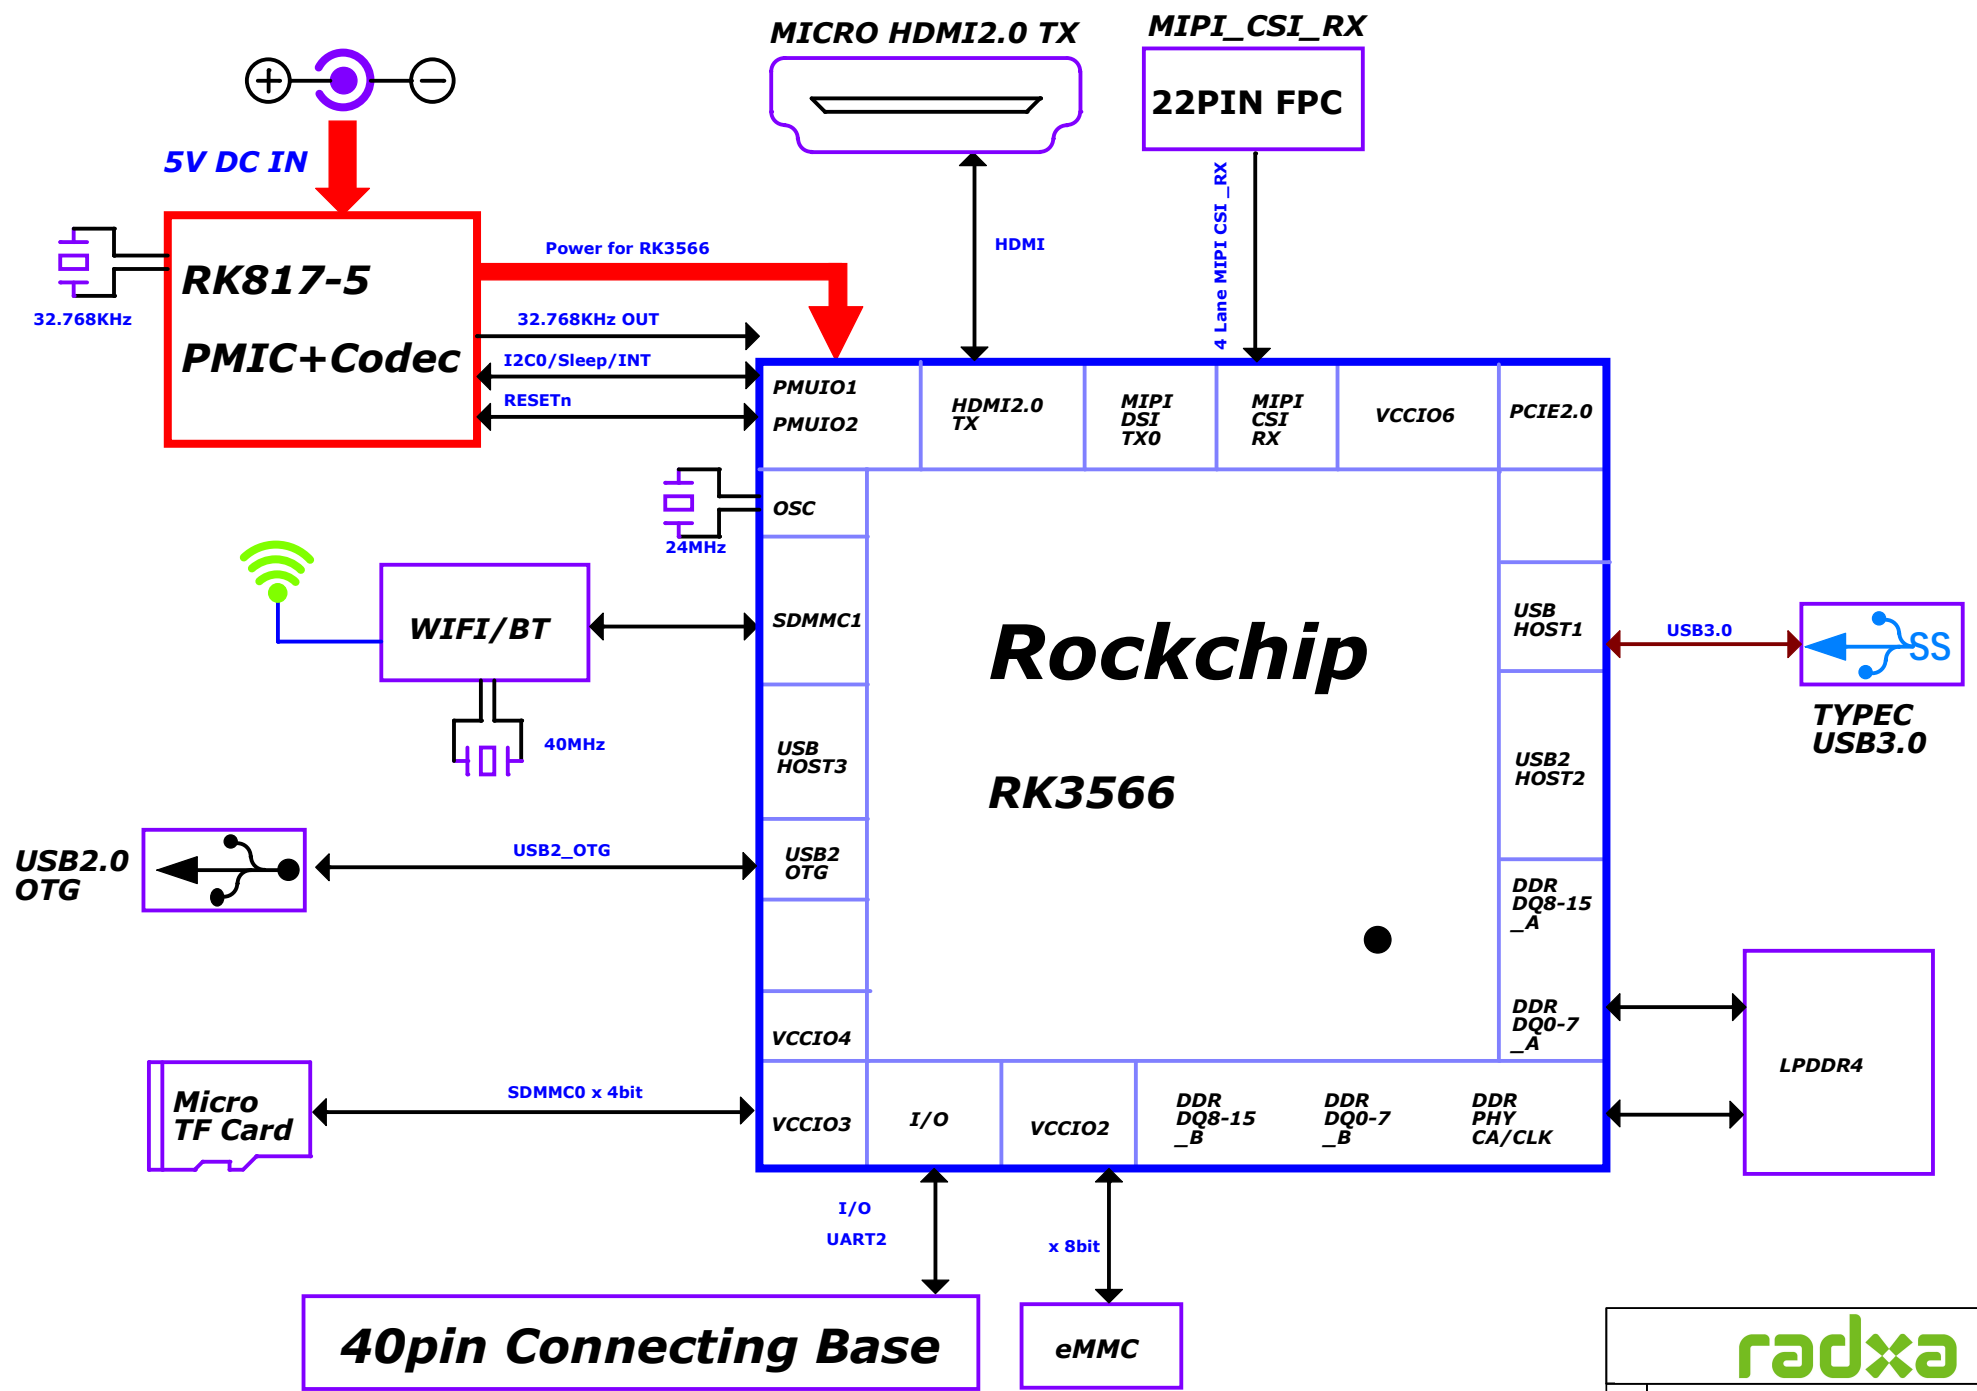 MICRO HDMI2.0 TX
MIPI_CSI_RX
22PIN FPC
5V DC IN
4 Lane MIPI CSI _RX
HDMI
Power for RK3566
RK817-5
PMIC+Codec
32.768KHz
32.768KHz OUT
I2C0/Sleep/INT
RESETn
PMUIO1
PMUIO2
HDMI2.0
TX
MIPI
DSI
TX0
MIPI
CSI
RX
VCCIO6
PCIE2.0
OSC
24MHz
WIFI/BT
SDMMC1
40MHz
USB
HOST3
Rockchip
RK3566
USB
HOST1
USB3.0
SS
TYPEC
USB3.0
USB2
HOST2
USB2.0
OTG
USB2_OTG
USB2
OTG
DDR
DQ8-15
_A
DDR
DQ0-7
_A
LPDDR4
VCCIO4
Micro
TF Card
SDMMC0 x 4bit
VCCIO3
I/O
VCCIO2
DDR
DQ8-15
_B
DDR
DQ0-7
_B
DDR
PHY
CA/CLK
I/O
UART2
x 8bit
40pin Connecting Base
eMMC
radxa